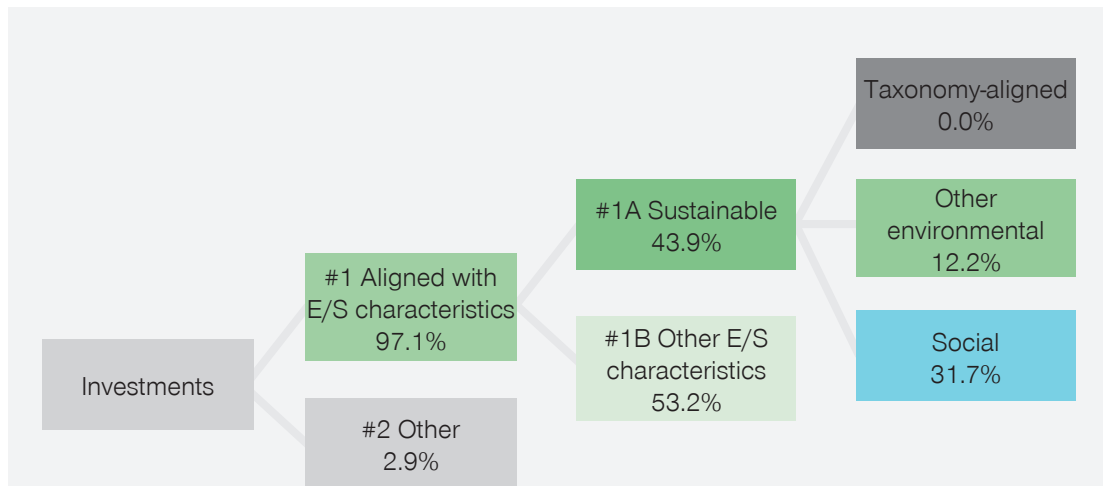 Investments
#1 Aligned with
E/S characteristics
97.1%
#2 Other
2.9%
#1A Sustainable
43.9%
#1B Other E/S
characteristics
53.2%
Taxonomy-aligned
0.0%
Other
environmental
12.2%
Social
31.7%